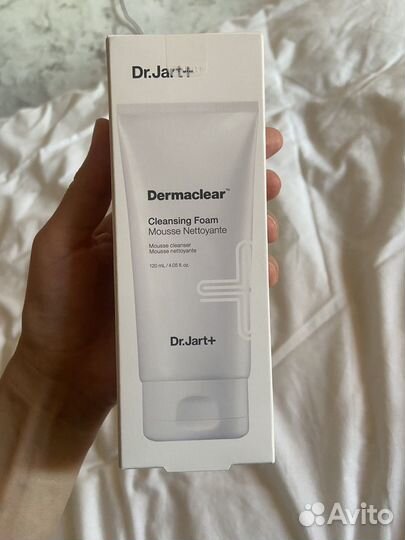 Dr.Jart+
Dermaclear™
Cleansing Foam
Mousse Nettoyante
Mousse cleanser
Mousse nettoyante
120 mL / 4.05 fl. oz.
Dr.Jart+
Avito